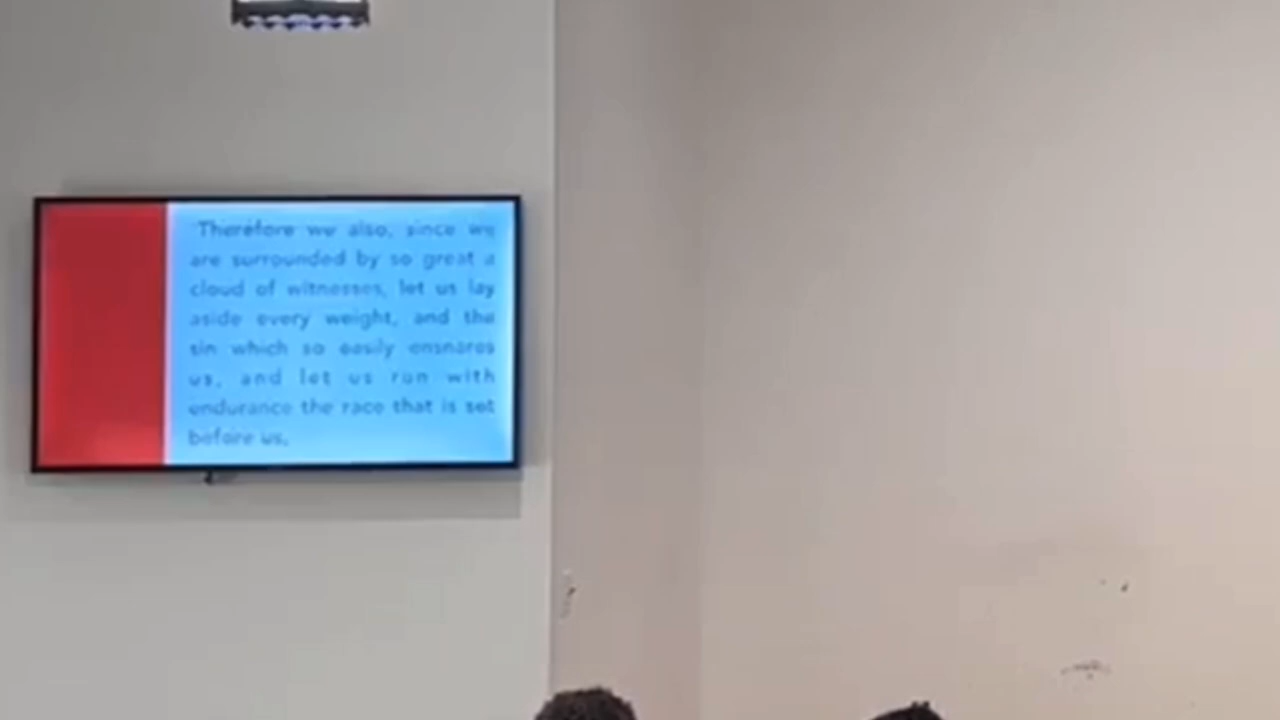 Therefore we also, since we
are surrounded by so great a
cloud of witnesses, let us lay
aside every weight, and the
sin which so easily ensnares
us, and let us run with
endurance the race that is set
before us,